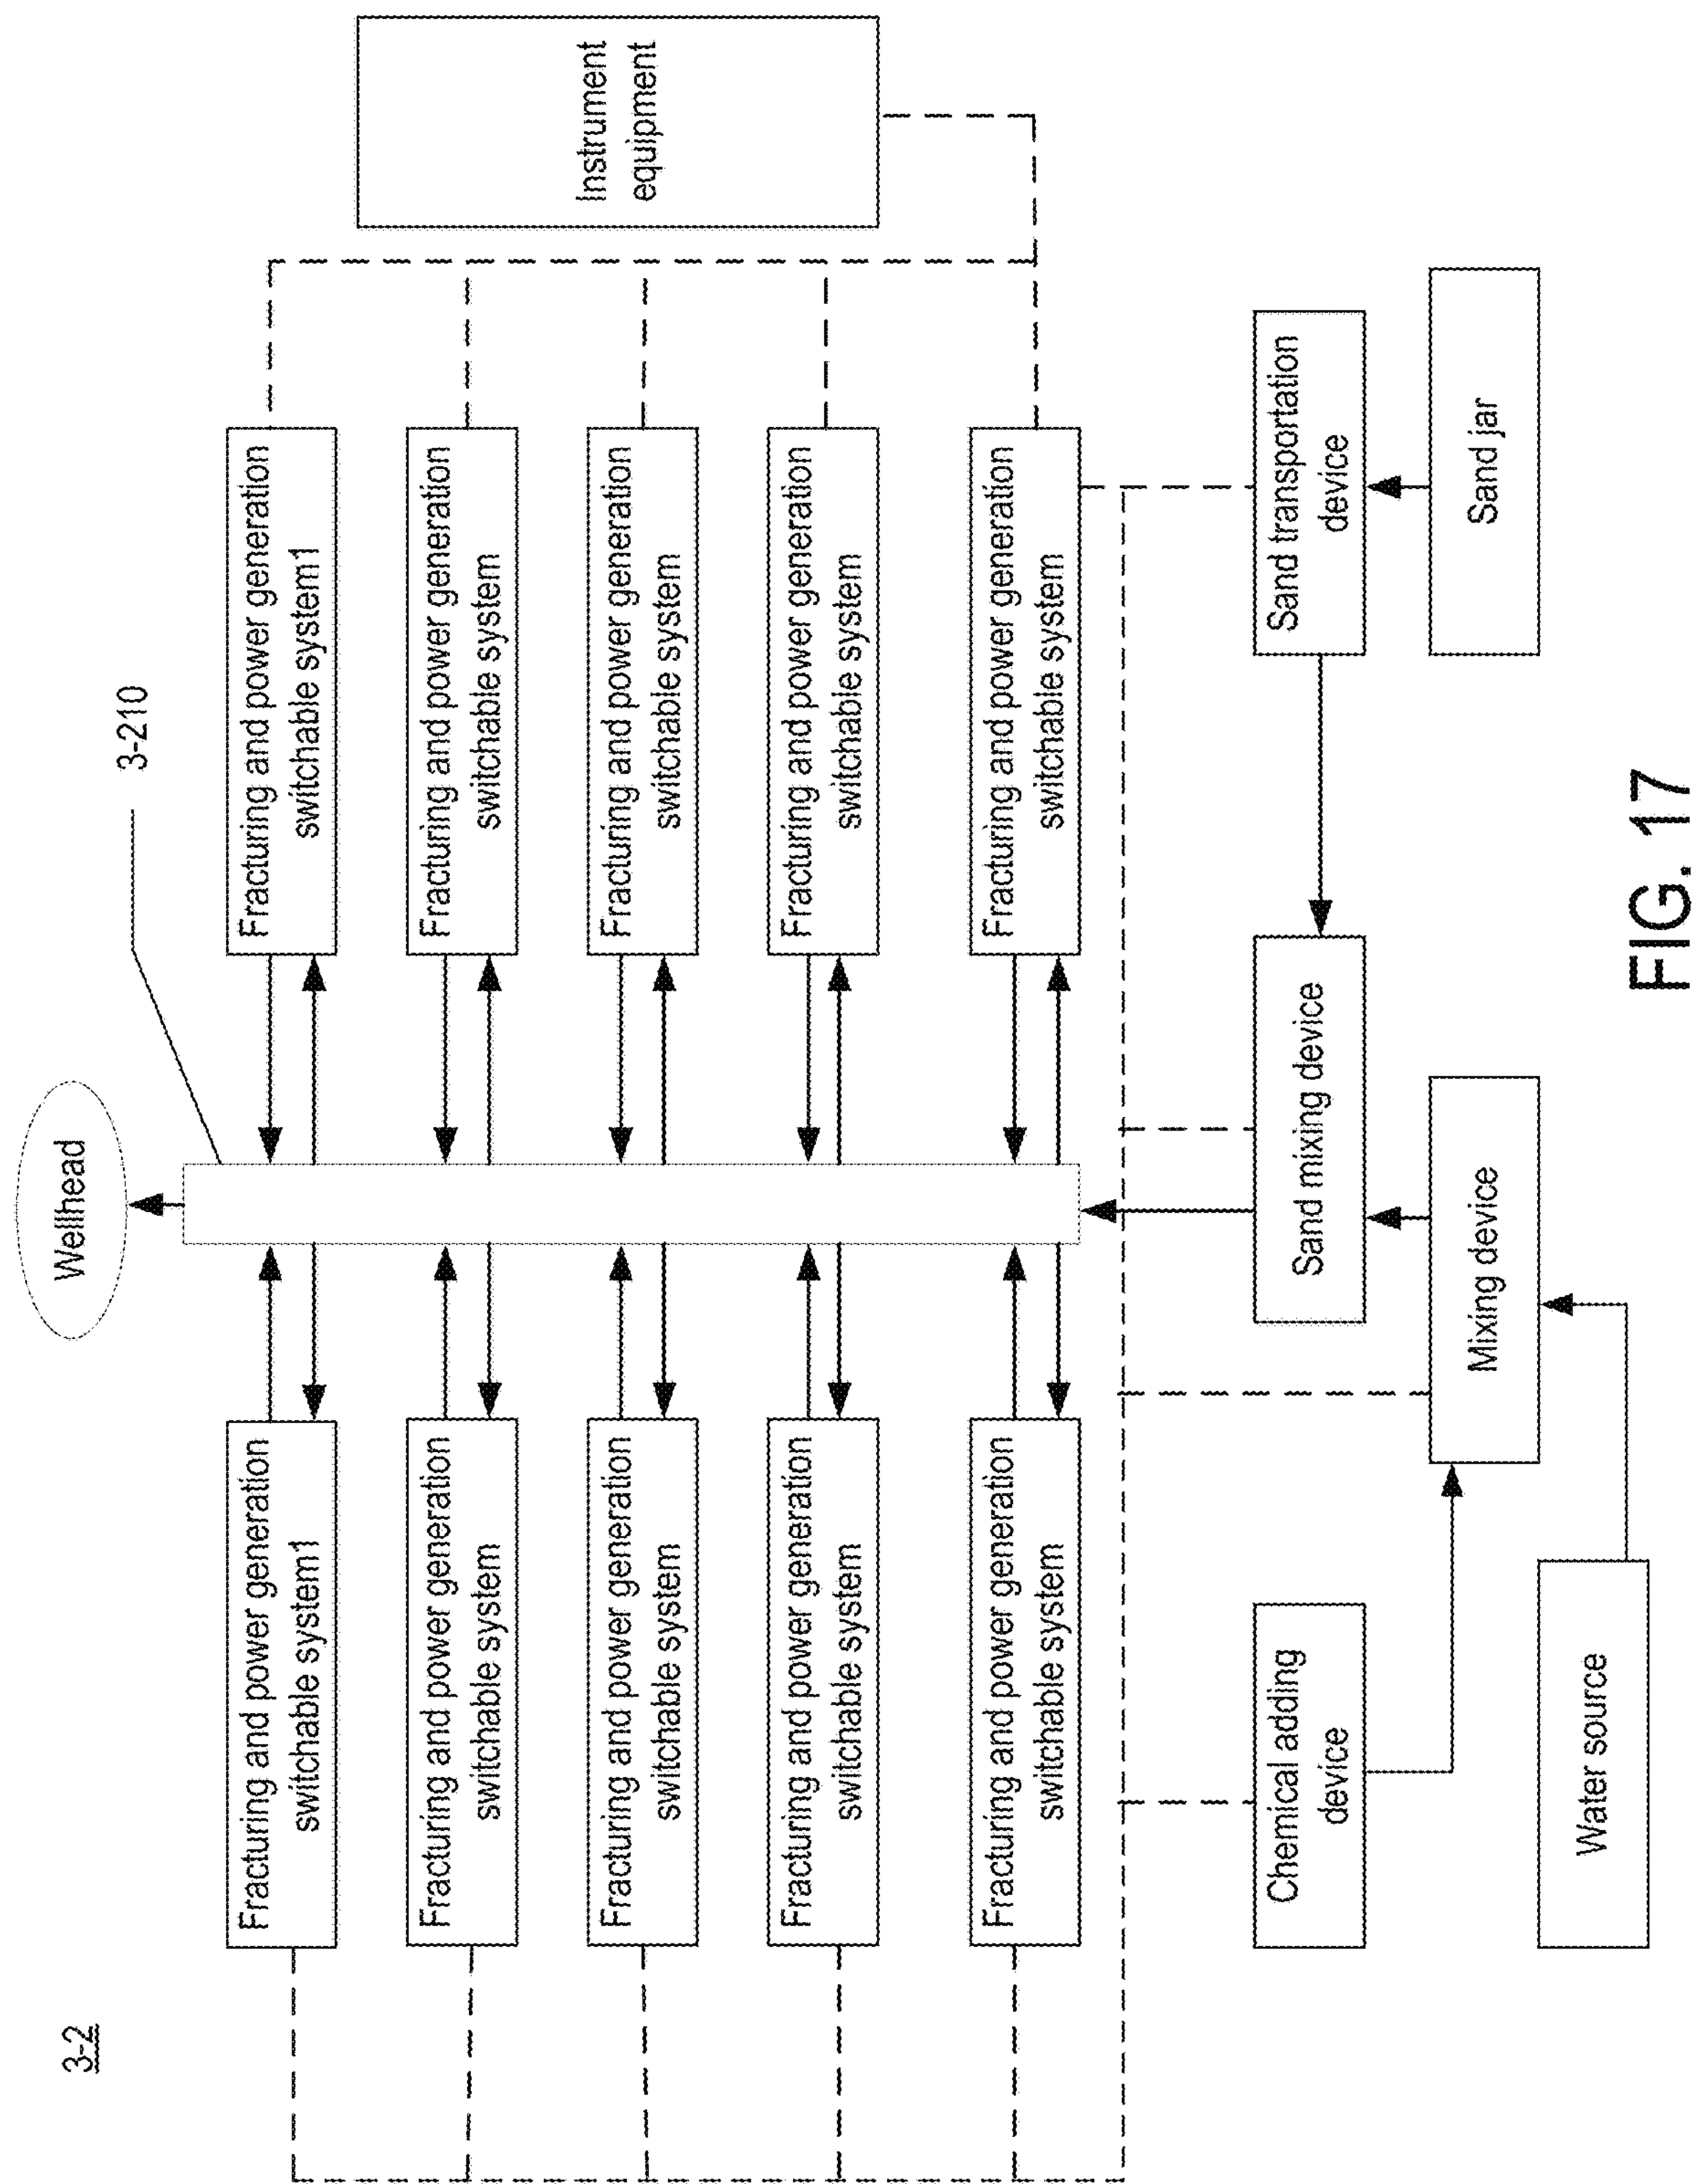 3-2
Wellhead
3-210
Fracturing and power generation
switchable system1
Fracturing and power generation
switchable system1
Fracturing and power generation
switchable system
Fracturing and power generation
switchable system
Fracturing and power generation
switchable system
Fracturing and power generation
switchable system
Fracturing and power generation
switchable system
Fracturing and power generation
switchable system
Fracturing and power generation
switchable system
Fracturing and power generation
switchable system
Instrument
equipment
Chemical adding
device
Sand mixing device
Sand transportation
device
Mixing device
Sand jar
Water source
FIG. 17